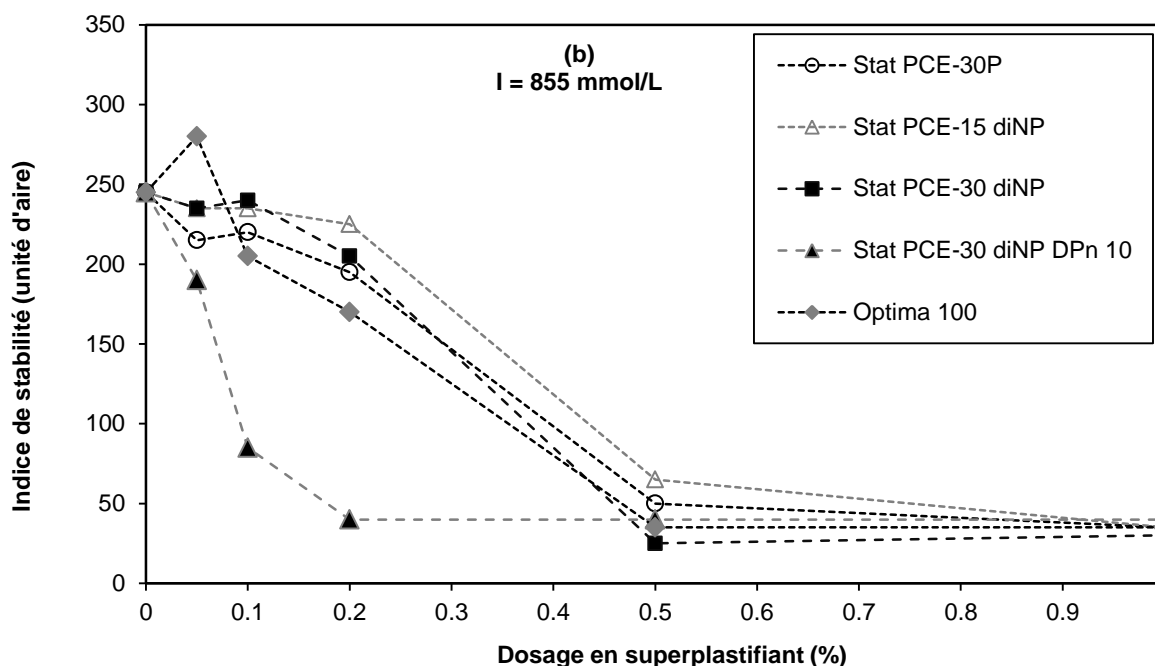 (b)
I = 855 mmol/L
Stat PCE-30P
Stat PCE-15 diNP
Stat PCE-30 diNP
Stat PCE-30 diNP DPn 10
Optima 100
Indice de stabilité (unité d'aire)
350
300
250
200
150
100
50
0
0 0.1 0.2 0.3 0.4 0.5 0.6 0.7 0.8 0.9
Dosage en superplastifiant (%)